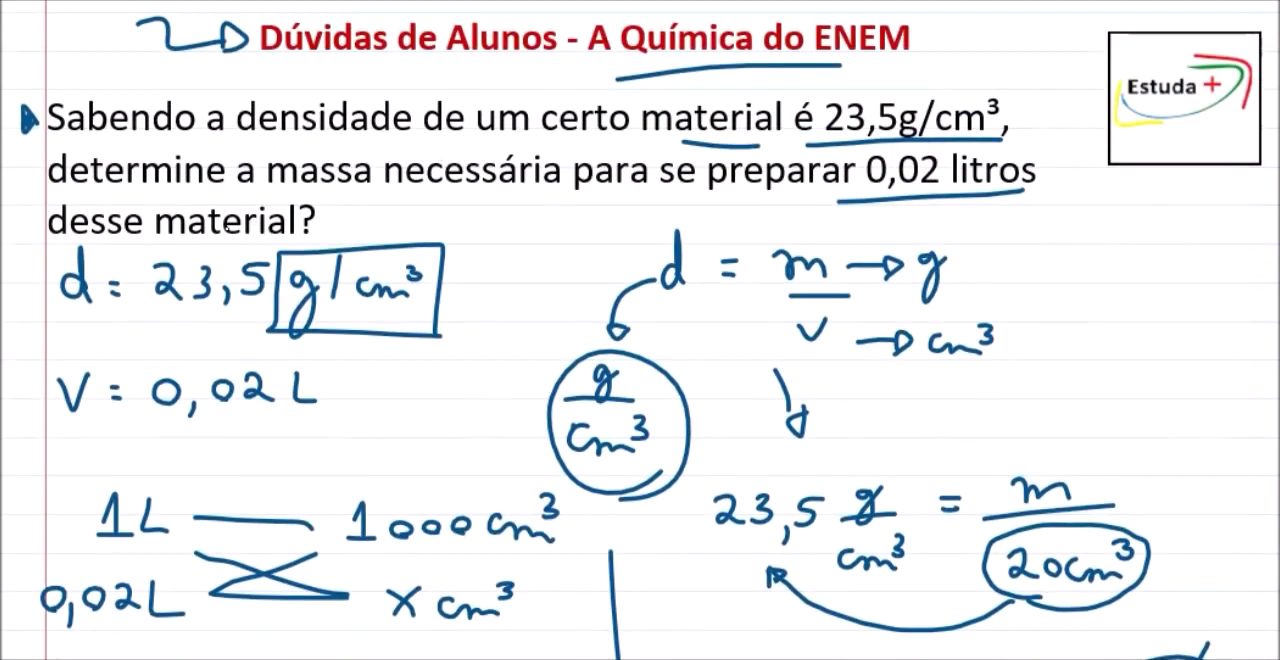 Dúvidas de Alunos - A Química do ENEM
Estuda +
Sabendo a densidade de um certo material é 23,5g/cm³,
determine a massa necessária para se preparar 0,02 litros
desse material?
d = 23,5 g/cm³
d = m → g
v → cm³
V = 0,02 L
g
cm³
1L — 1000 cm³
0,02L x cm³
23,5 g = m
cm³ 20cm³